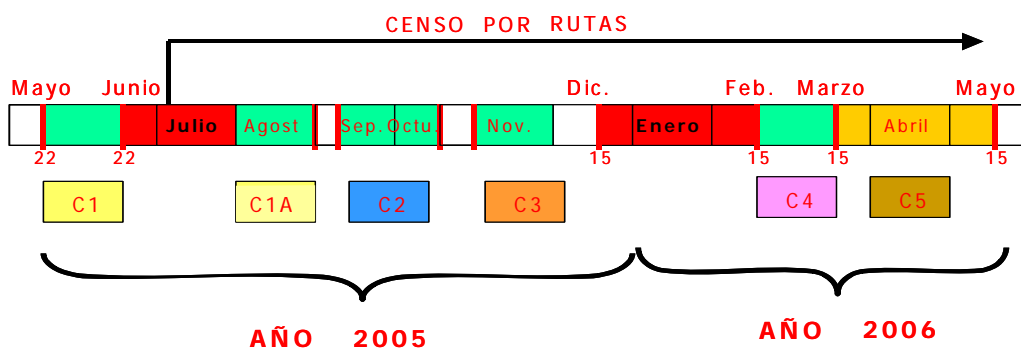 CENSO POR RUTAS
Mayo Junio Dic. Feb. Marzo Mayo
Julio Agost Sep. Octu. Nov. Enero Abril
22 22 15 15 15 15
C1 C1A C2 C3 C4 C5
AÑO 2005 AÑO 2006